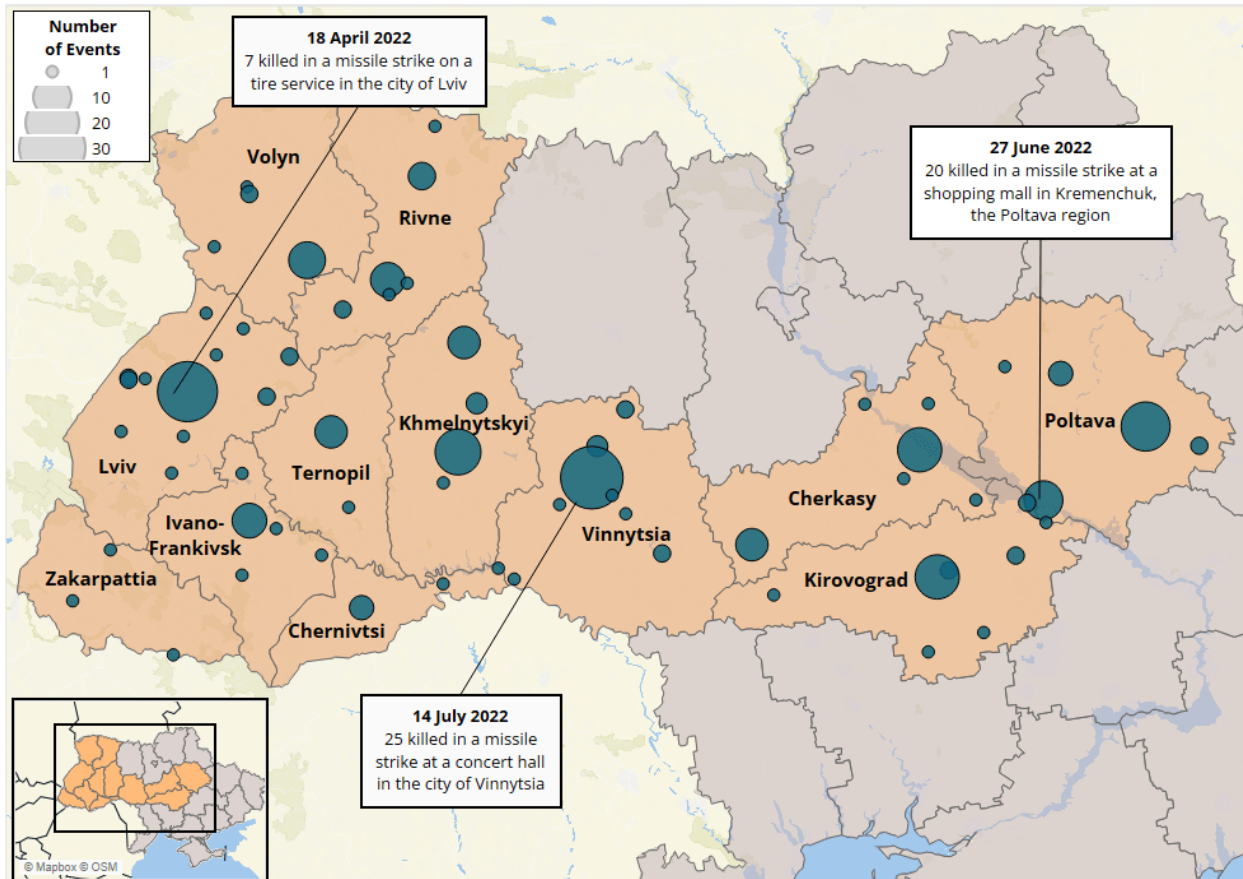 Number
of Events
1
10
20
30
18 April 2022
7 killed in a missile strike on a
tire service in the city of Lviv
27 June 2022
20 killed in a missile strike at a
shopping mall in Kremenchuk,
the Poltava region
Volyn
Rivne
Khmelnytskyi
Poltava
Lviv
Ternopil
Cherkasy
Ivano-
Frankivsk
Vinnytsia
Zakarpattia
Kirovograd
Chernivtsi
14 July 2022
25 killed in a missile
strike at a concert hall
in the city of Vinnytsia
© Mapbox © OSM